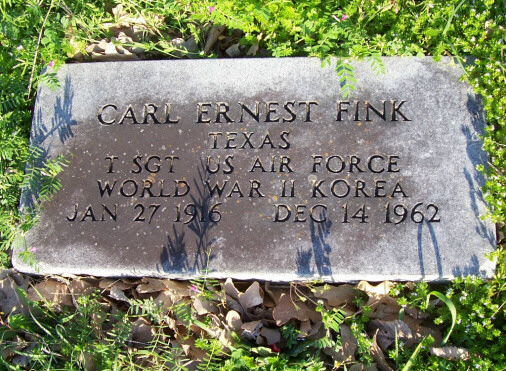 CARL ERNEST FINK
TEXAS
T SGT US AIR FORCE
WORLD WAR II KOREA
JAN 27 1916 DEC 14 1962